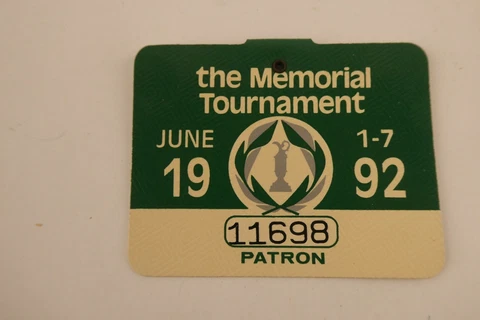 the Memorial
Tournament
JUNE 1-7
19 92
11698
PATRON